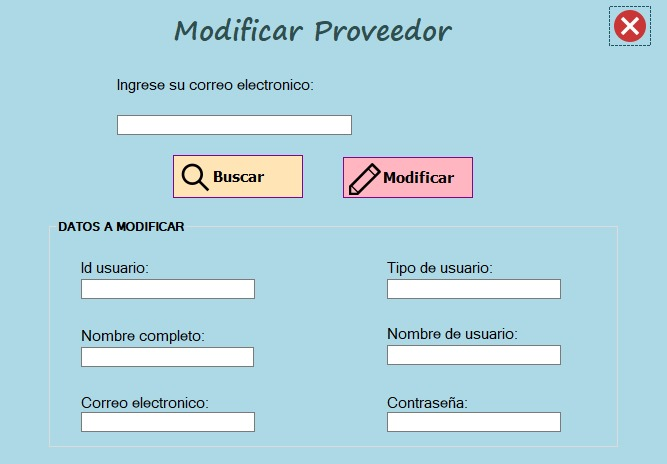 Modificar Proveedor
Ingrese su correo electronico:
Buscar
Modificar
DATOS A MODIFICAR
Id usuario:
Tipo de usuario:
Nombre completo:
Nombre de usuario:
Correo electronico:
Contraseña: